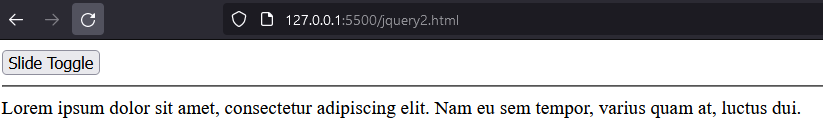 127.0.0.1:5500/jquery2.html
Slide Toggle
Lorem ipsum dolor sit amet, consectetur adipiscing elit. Nam eu sem tempor, varius quam at, luctus dui.